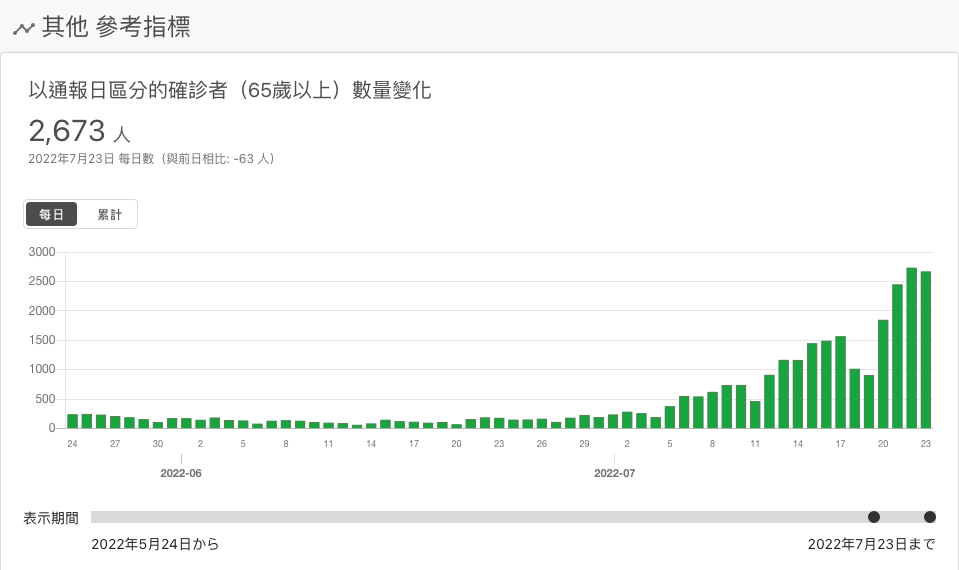 其他 參考指標
以通報日區分的確診者（65歲以上）數量變化
2,673 人
2022年7月23日 每日數（與前日相比: -63 人）
每日 累計
3000
2500
2000
1500
1000
500
0
24 27 30 2 5 8 11 14 17 20 23 26 29 2 5 8 11 14 17 20 23
2022-06 2022-07
表示期間
2022年5月24日から 2022年7月23日まで